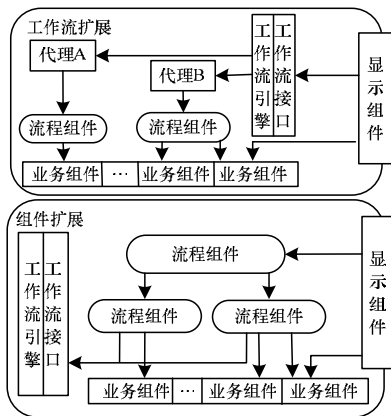 工作流扩展
代理A
代理B
工作流引擎
工作流接口
显示组件
流程组件
流程组件
业务组件
...
业务组件
业务组件
组件扩展
工作流引擎
工作流接口
流程组件
显示组件
流程组件
流程组件
业务组件
...
业务组件
业务组件